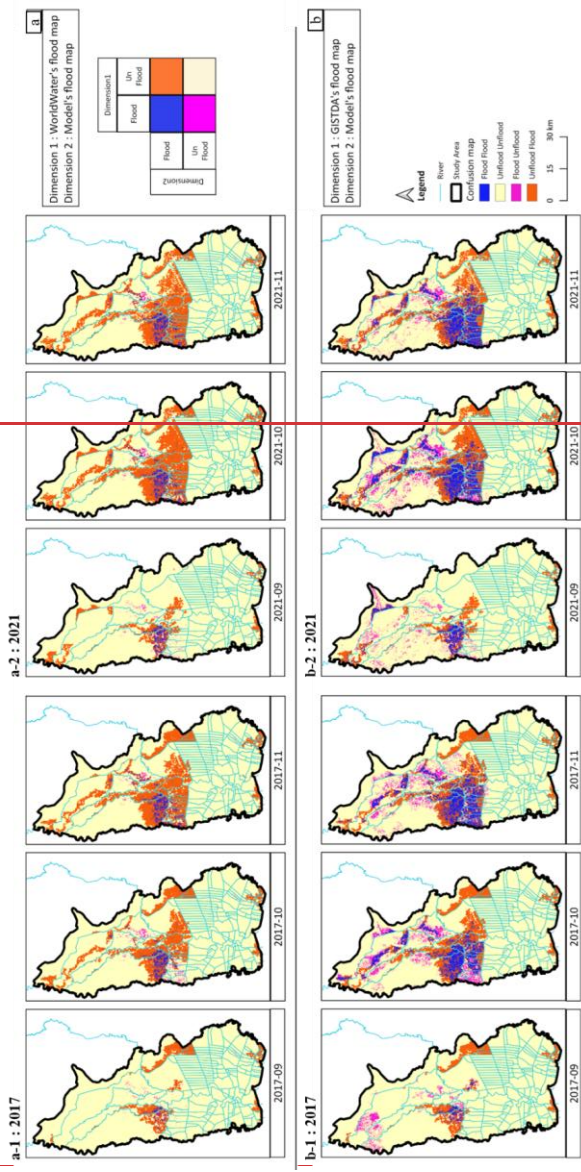 a
Dimension 1 : WorldWater's flood map
Dimension 2 : Model's flood map
Dimension1
Flood
Un
Flood
Dimension2
Flood
Un
Flood
a-1 : 2017
a-2 : 2021
2017-09
2017-10
2017-11
2021-09
2021-10
2021-11
b
Dimension 1 : GISTDA's flood map
Dimension 2 : Model's flood map
Legend
River
Study Area
Confusion map
Flood Flood
Unflood Unflood
Flood Unflood
Unflood Flood
0 15 30 km
b-1 : 2017
b-2 : 2021
2017-09
2017-10
2017-11
2021-09
2021-10
2021-11